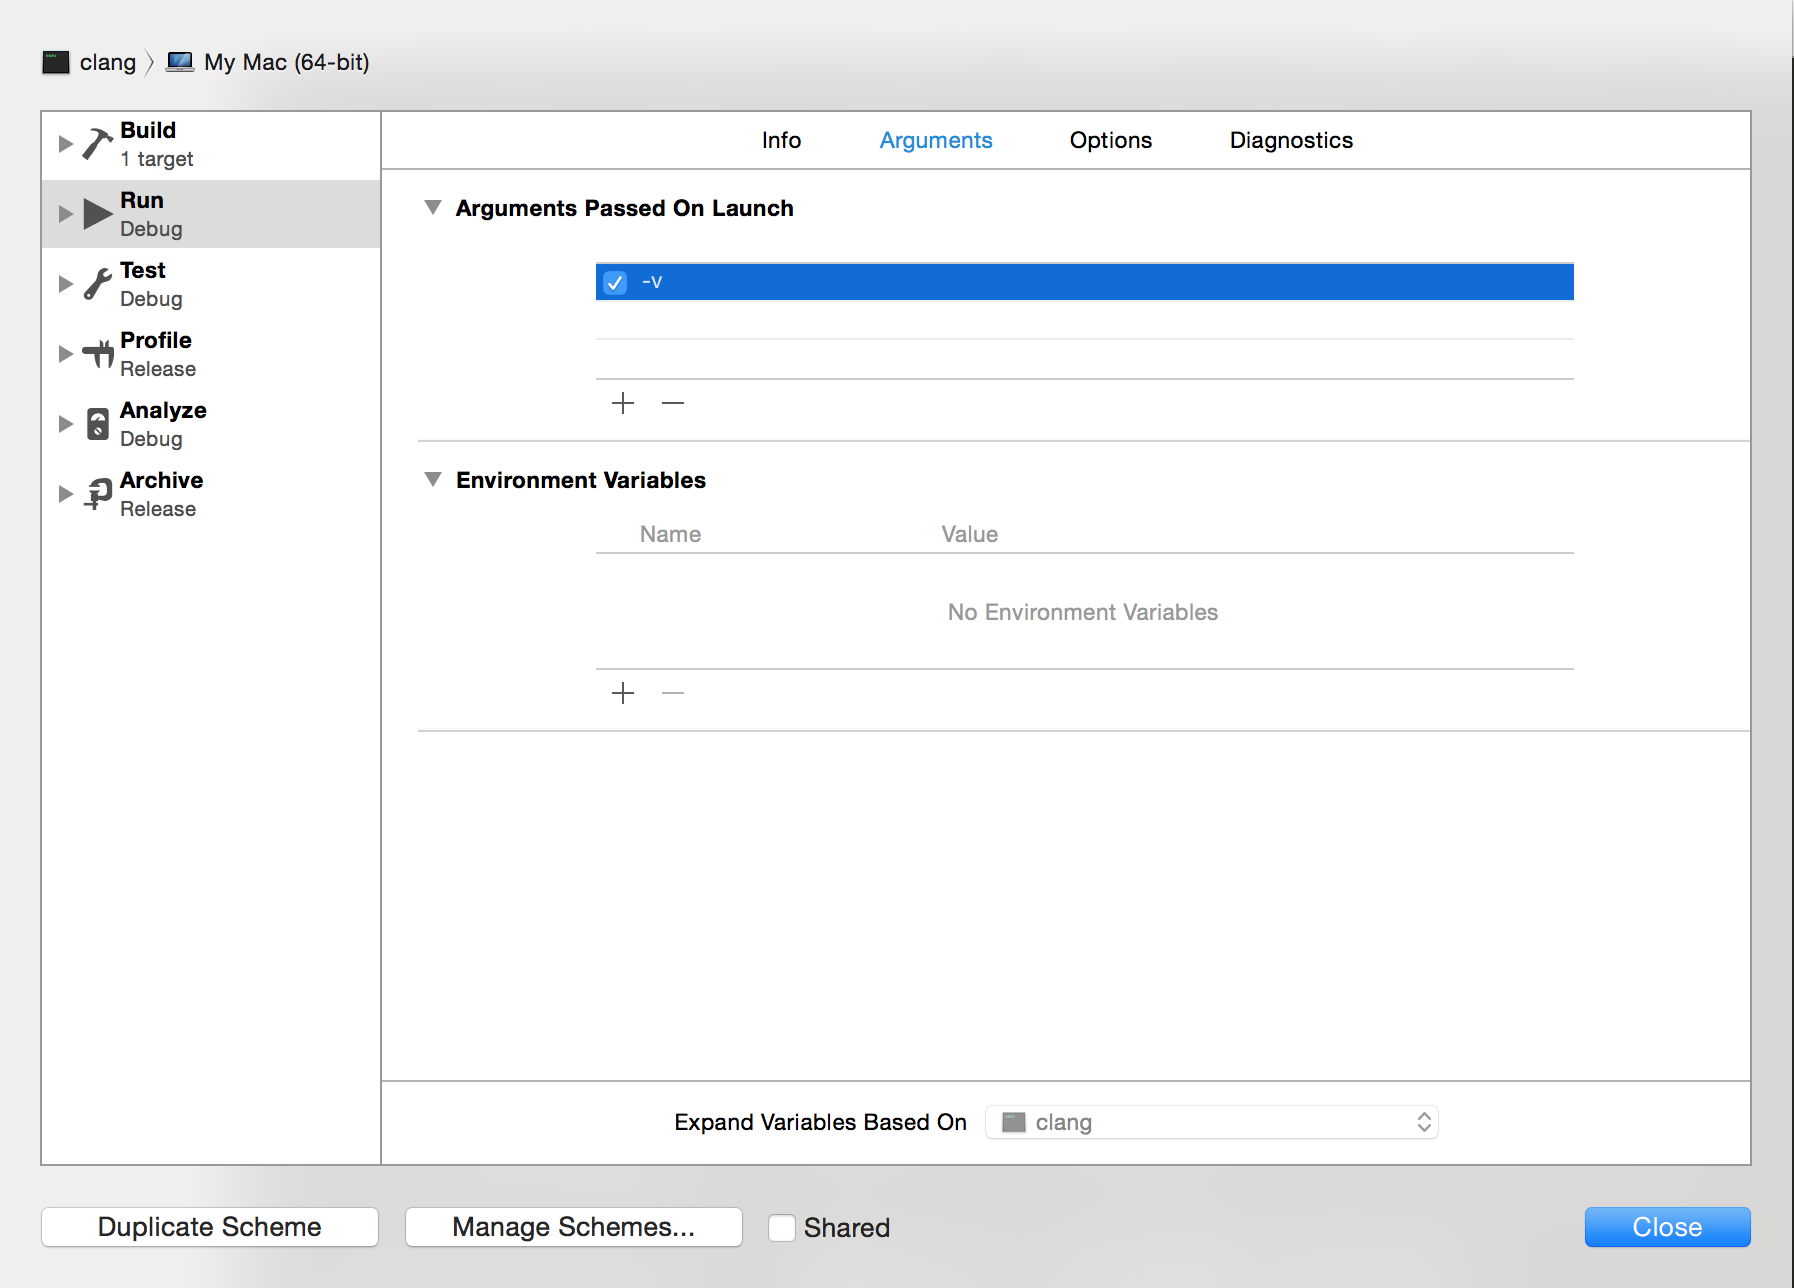 clang My Mac (64-bit)
Build
1 target
Run
Debug
Test
Debug
Profile
Release
Analyze
Debug
Archive
Release
Info Arguments Options Diagnostics
Arguments Passed On Launch
-v
Environment Variables
Name Value
No Environment Variables
Expand Variables Based On clang
Duplicate Scheme Manage Schemes... Shared Close